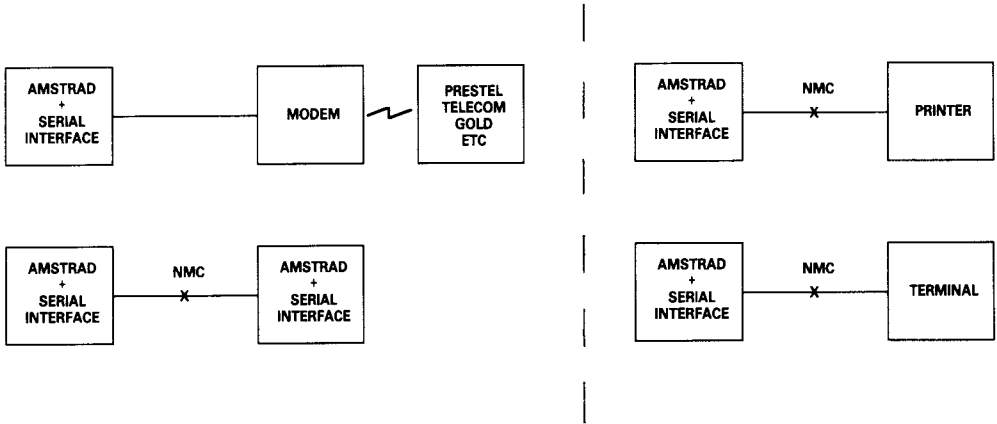 AMSTRAD
+
SERIAL
INTERFACE
MODEM
PRESTEL
TELECOM
GOLD
ETC
AMSTRAD
+
SERIAL
INTERFACE
NMC
X
PRINTER
AMSTRAD
+
SERIAL
INTERFACE
NMC
X
AMSTRAD
+
SERIAL
INTERFACE
AMSTRAD
+
SERIAL
INTERFACE
NMC
X
TERMINAL